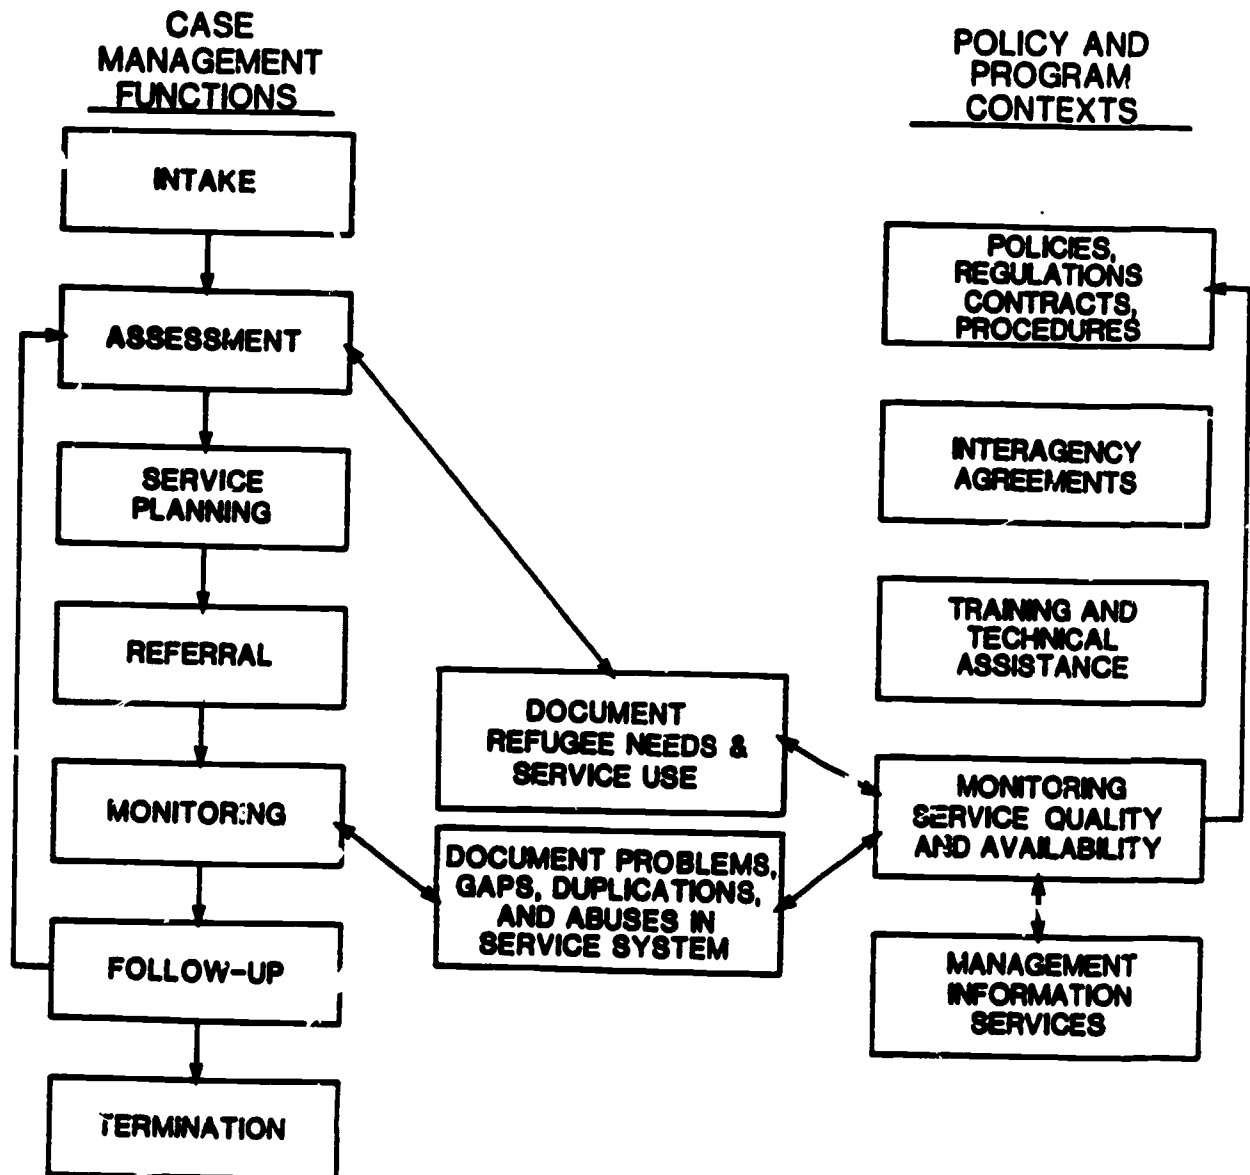 CASE
MANAGEMENT
FUNCTIONS
INTAKE
ASSESSMENT
SERVICE
PLANNING
REFERRAL
MONITORING
FOLLOW-UP
TERMINATION
DOCUMENT
REFUGEE NEEDS &
SERVICE USE
DOCUMENT PROBLEMS,
GAPS, DUPLICATIONS,
AND ABUSES IN
SERVICE SYSTEM
POLICY AND
PROGRAM
CONTEXTS
POLICIES,
REGULATIONS
CONTRACTS,
PROCEDURES
INTERAGENCY
AGREEMENTS
TRAINING AND
TECHNICAL
ASSISTANCE
MONITORING
SERVICE QUALITY
AND AVAILABILITY
MANAGEMENT
INFORMATION
SERVICES